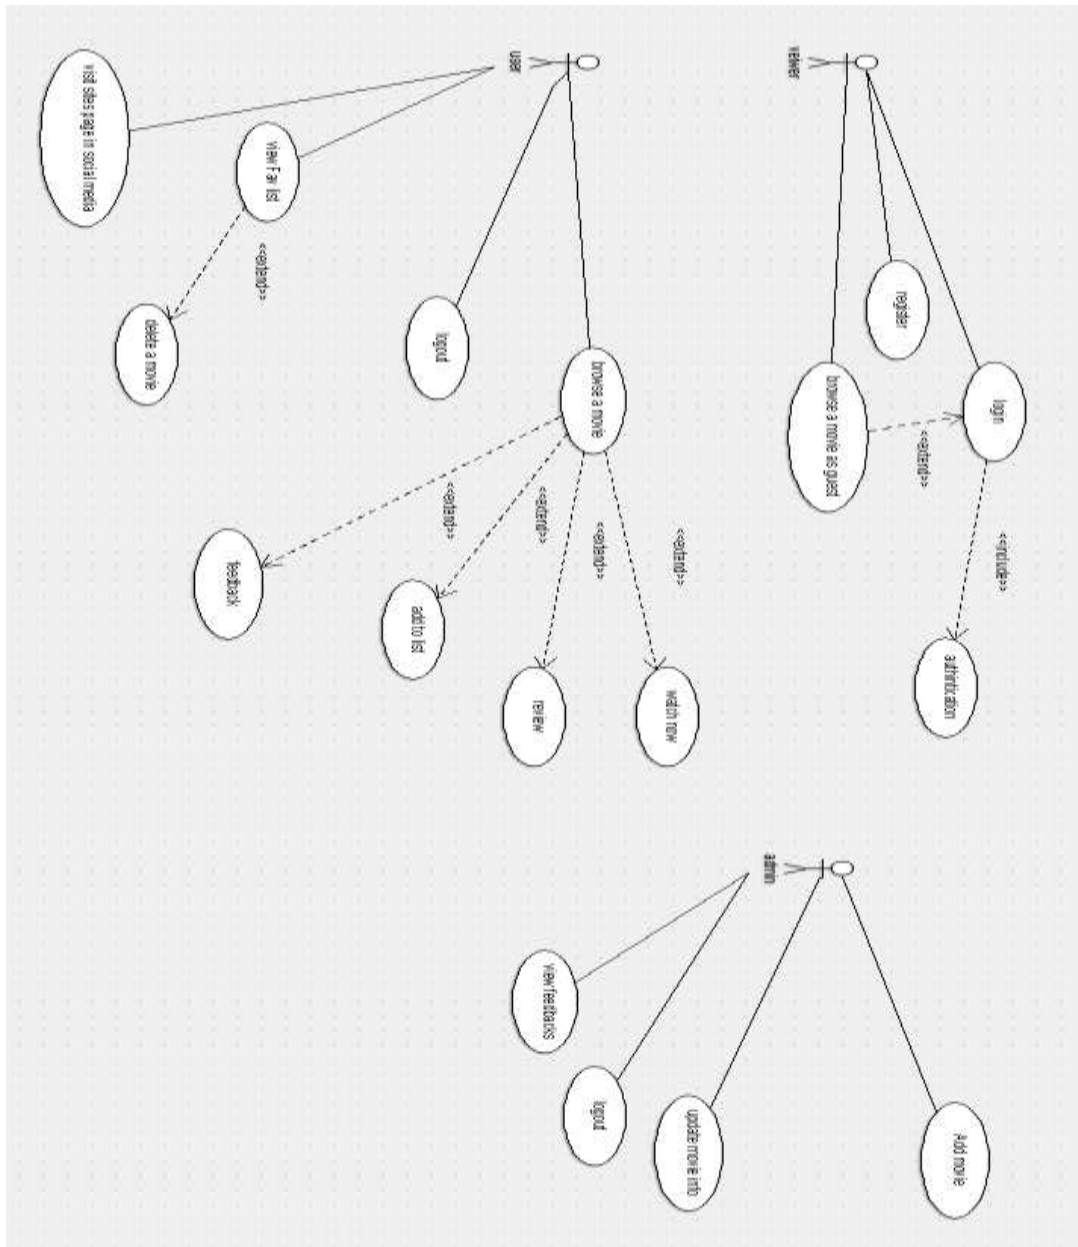 veiwer
login
register
browse a movie as guest
<<extend>>
<<include>>
authintication
user
browse a movie
logout
view Fav list
visit sites page in social media
<<extend>>
delete a movie
<<extend>>
<<extend>>
<<extend>>
<<extend>>
watch now
review
add to list
feedback
admin
Add movie
update movie info
logout
view feedbacks